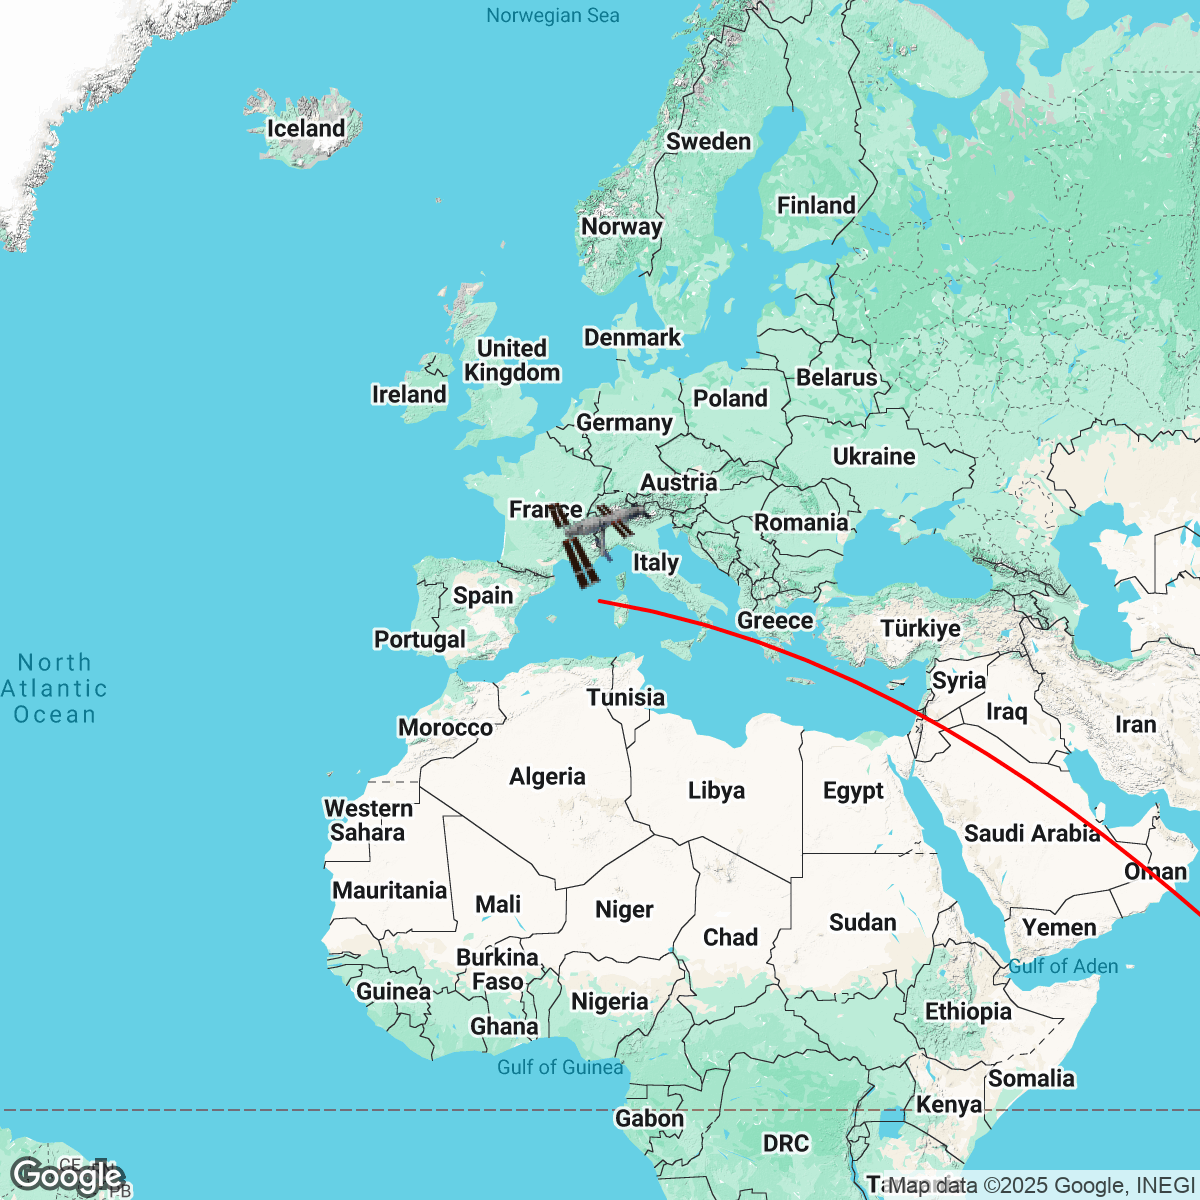 Norwegian Sea
Iceland
Sweden
Finland
Norway
Denmark
United
Kingdom
Ireland
Belarus
Poland
Germany
Ukraine
Austria
France
Romania
Italy
Spain
Greece
Türkiye
Portugal
North
Atlantic
Ocean
Syria
Tunisia
Iraq
Iran
Morocco
Algeria
Libya
Egypt
Western
Sahara
Saudi Arabia
Oman
Mauritania
Mali
Niger
Sudan
Yemen
Chad
Burkina
Faso
Gulf of Aden
Guinea
Nigeria
Ethiopia
Ghana
Gulf of Guinea
Somalia
Kenya
Gabon
DRC
CE
PB
Google
Map data ©2025 Google, INEGI